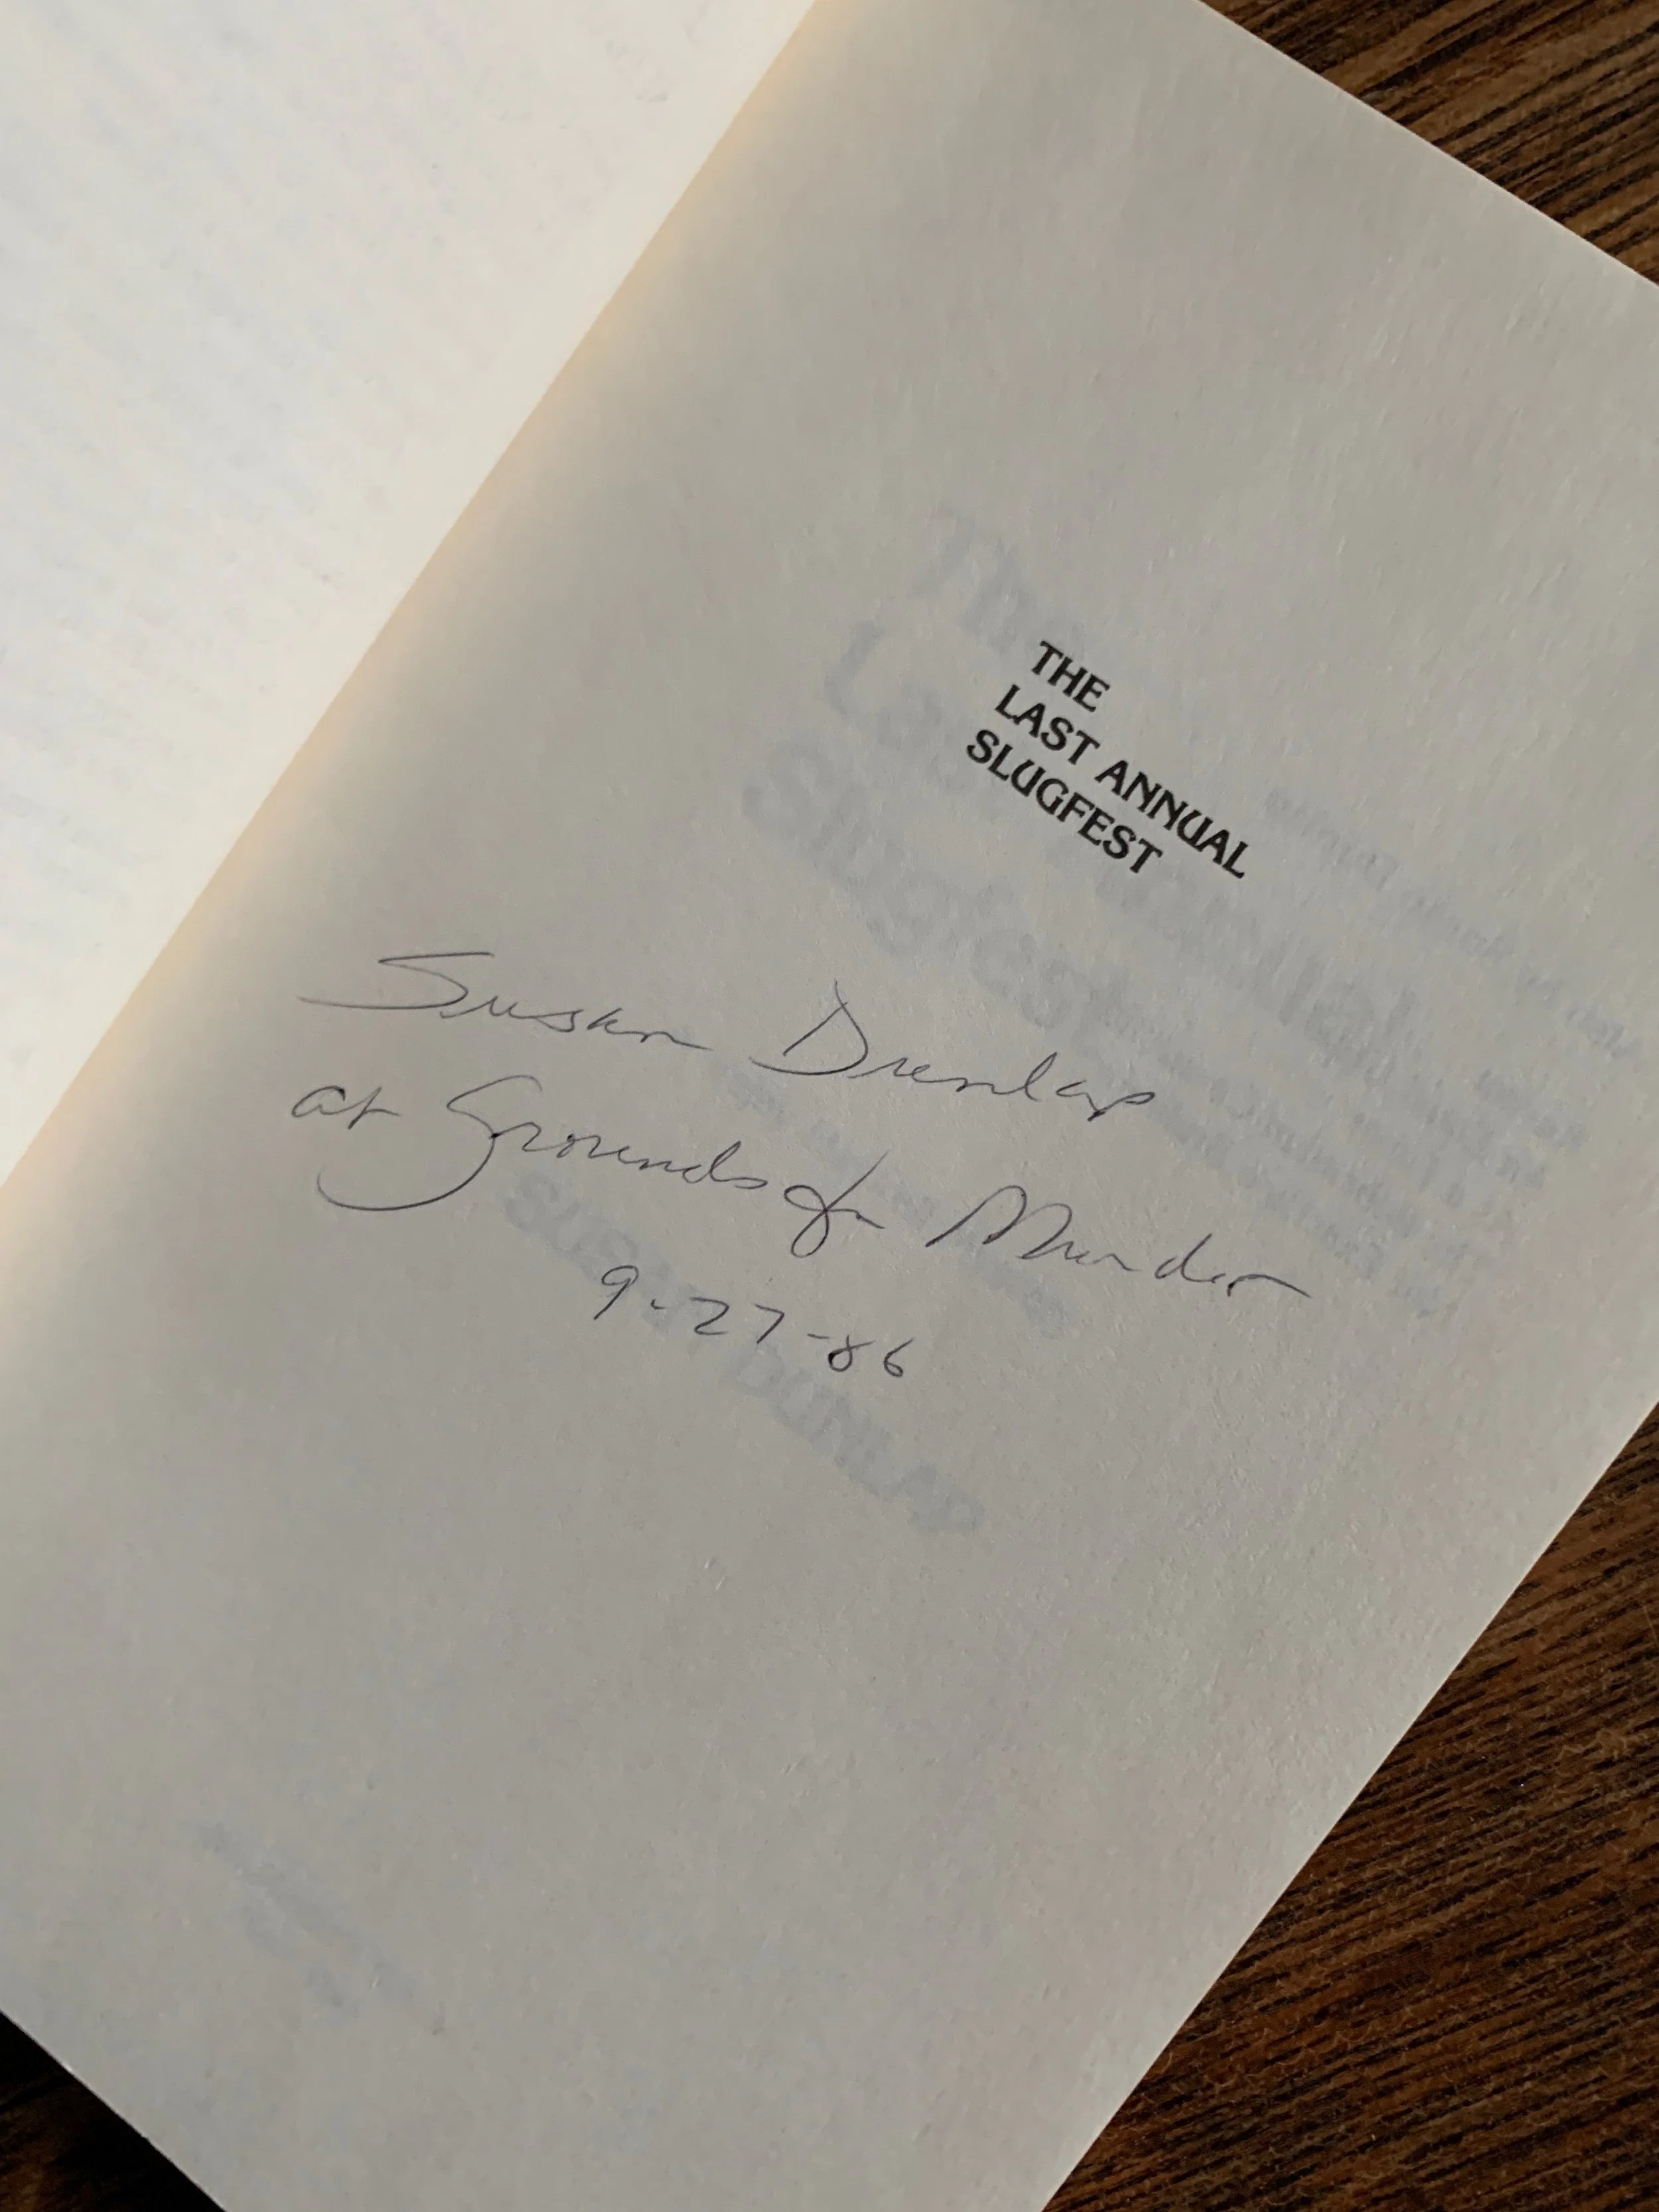 THE
LAST ANNUAL
SLUGFEST
Susan Dunlap
at Grounds for Murder
9-27-86